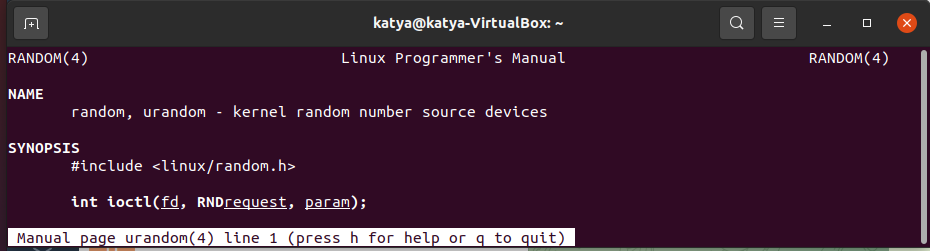 katya@katya-VirtualBox: ~
RANDOM(4) Linux Programmer's Manual RANDOM(4)
NAME
random, urandom - kernel random number source devices
SYNOPSIS
#include <linux/random.h>
int ioctl(fd, RNDrequest, param);
Manual page urandom(4) line 1 (press h for help or q to quit)